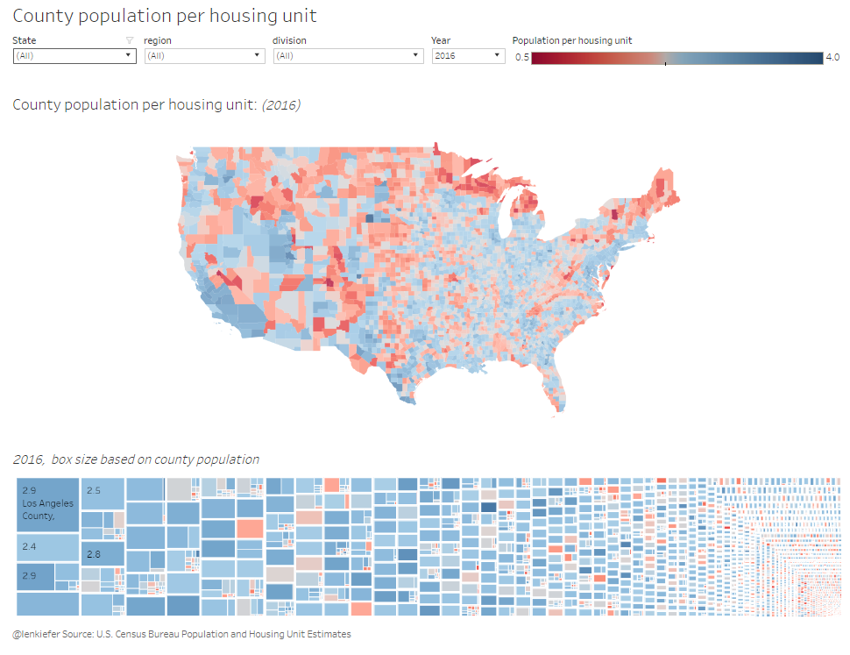 County population per housing unit
State region division Year Population per housing unit
(All) (All) (All) 2016 0.5 4.0
County population per housing unit: (2016)
2016, box size based on county population
2.9 2.5
Los Angeles
County,
2.4
2.8
2.9
@lenkiefer Source: U.S. Census Bureau Population and Housing Unit Estimates